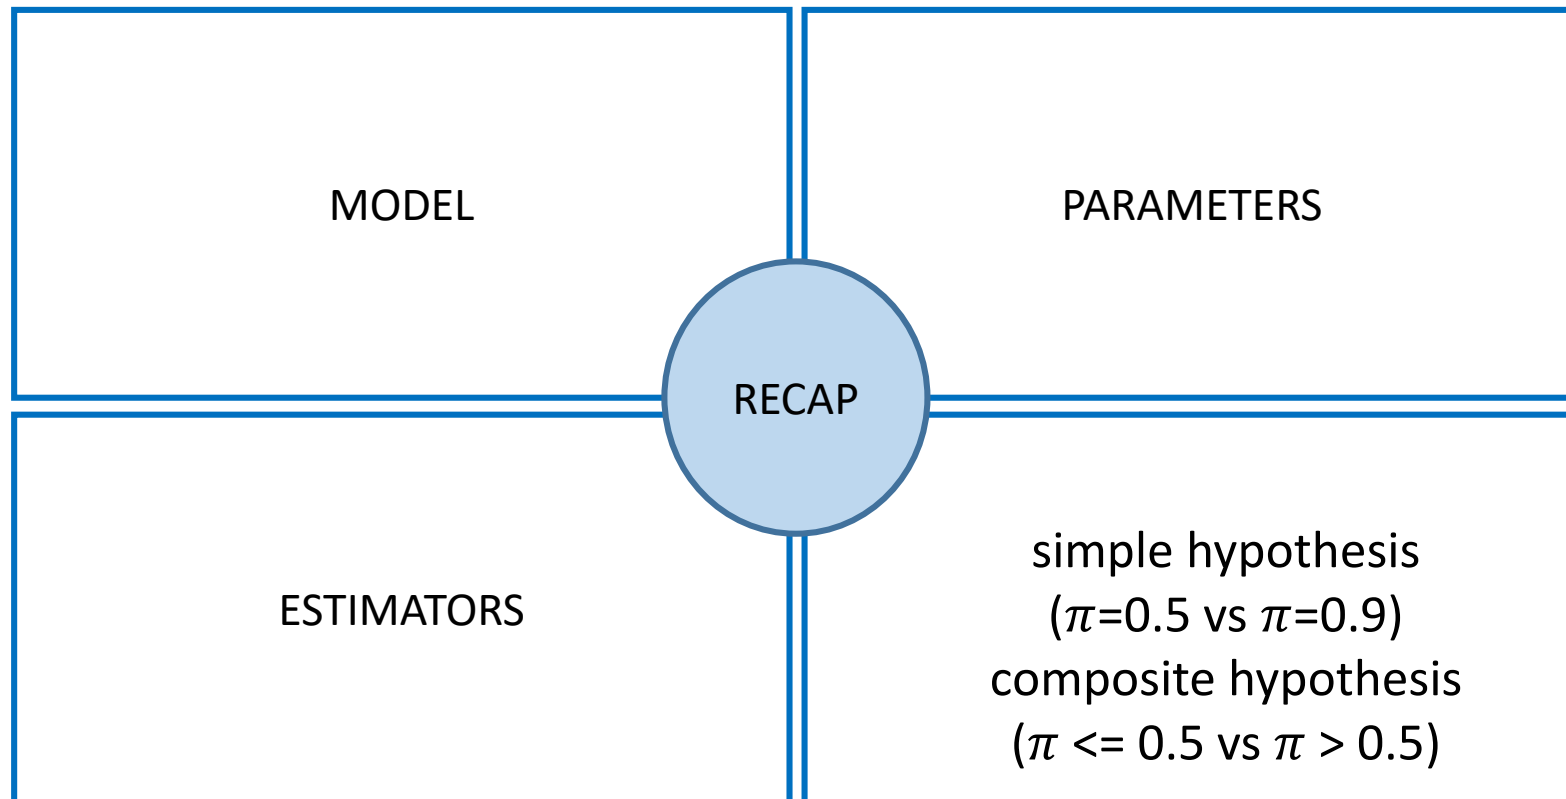 MODEL
PARAMETERS
RECAP
ESTIMATORS
simple hypothesis
(𝜋=0.5 vs 𝜋=0.9)
composite hypothesis
(𝜋 <= 0.5 vs 𝜋 > 0.5)